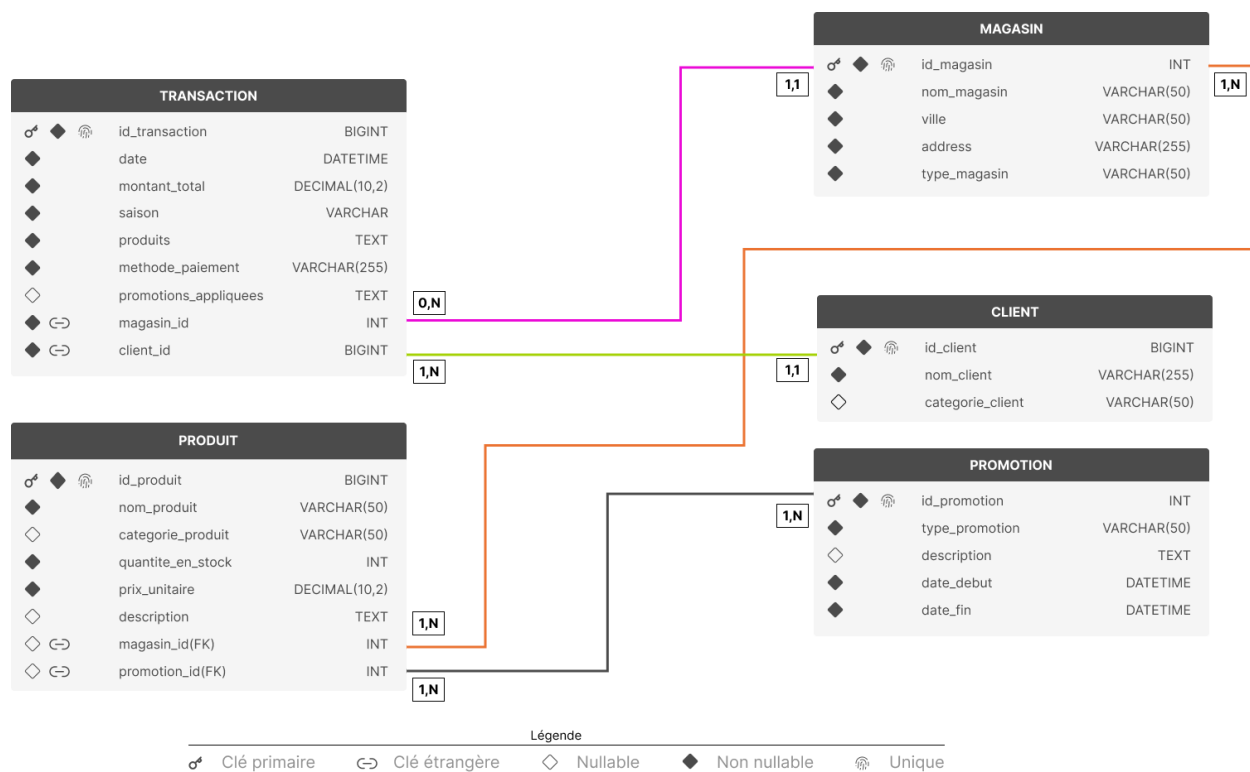 MAGASIN
id_magasin INT
nom_magasin VARCHAR(50)
ville VARCHAR(50)
address VARCHAR(255)
type_magasin VARCHAR(50)
1,1
1,N
TRANSACTION
id_transaction BIGINT
date DATETIME
montant_total DECIMAL(10,2)
saison VARCHAR
produits TEXT
methode_paiement VARCHAR(255)
promotions_appliquees TEXT
magasin_id INT
client_id BIGINT
0,N
1,N
CLIENT
id_client BIGINT
nom_client VARCHAR(255)
categorie_client VARCHAR(50)
1,1
PRODUIT
id_produit BIGINT
nom_produit VARCHAR(50)
categorie_produit VARCHAR(50)
quantite_en_stock INT
prix_unitaire DECIMAL(10,2)
description TEXT
magasin_id(FK) INT
promotion_id(FK) INT
1,N
1,N
PROMOTION
id_promotion INT
type_promotion VARCHAR(50)
description TEXT
date_debut DATETIME
date_fin DATETIME
1,N
Légende
Clé primaire Clé étrangère Nullable Non nullable Unique